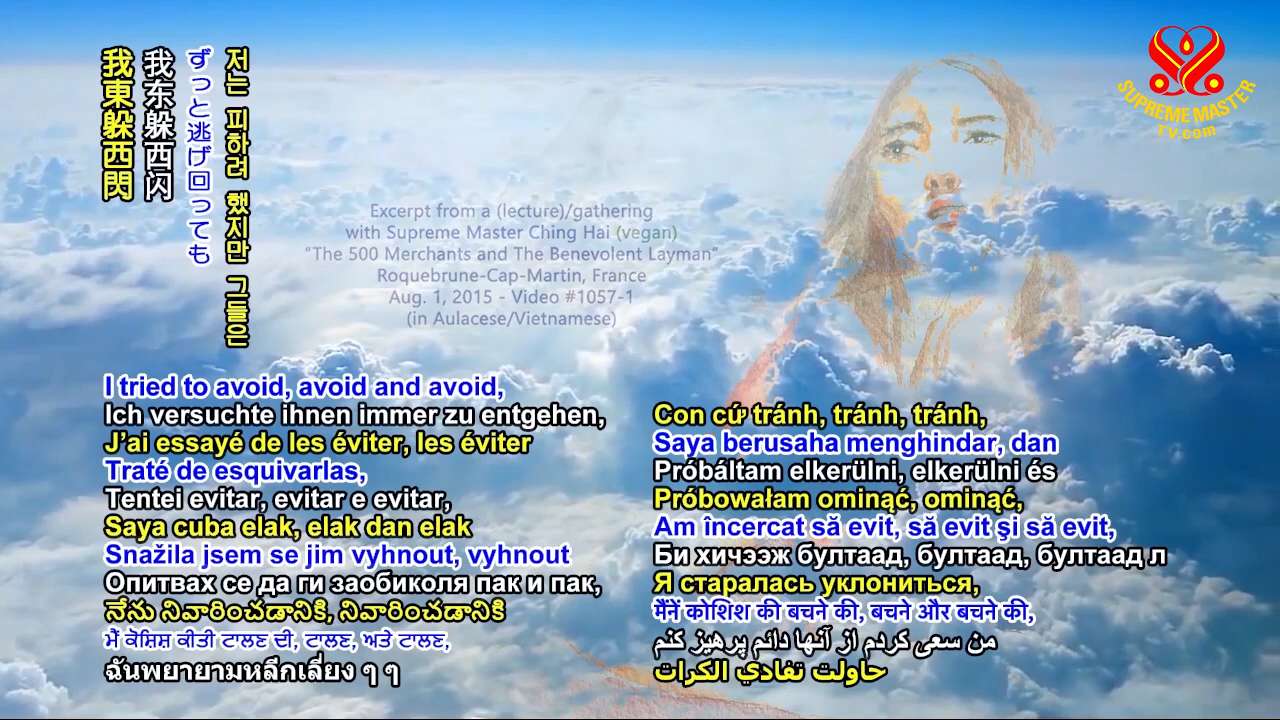 我東躲西閃
我东躲西闪
ずっと逃げ回っても
저는 피하려 했지만 그들은
SUPREME MASTER
TV.com
Excerpt from a (lecture)/gathering
with Supreme Master Ching Hai (vegan)
“The 500 Merchants and The Benevolent Layman”
Roquebrune-Cap-Martin, France
Aug. 1, 2015 - Video #1057-1
(in Aulacese/Vietnamese)
I tried to avoid, avoid and avoid,
Ich versuchte ihnen immer zu entgehen,
J’ai essayé de les éviter, les éviter
Traté de esquivarlas,
Tentei evitar, evitar e evitar,
Saya cuba elak, elak dan elak
Snažila jsem se jim vyhnout, vyhnout
Опитвах се да ги заобиколя пак и пак,
నేను నివారించడానికి, నివారించడానికి
ਮੈਂ ਕੋਸ਼ਿਸ਼ ਕੀਤੀ ਟਾਲਣ ਦੀ, ਟਾਲਣ, ਅਤੇ ਟਾਲਣ,
ฉันพยายามหลีกเลี่ยง ๆ ๆ
Con cứ tránh, tránh, tránh,
Saya berusaha menghindar, dan
Próbáltam elkerülni, elkerülni és
Próbowałam ominąć, ominąć,
Am încercat să evit, să evit şi să evit,
Би хичээж бултаад, бултаад, бултаад л
Я старалась уклониться,
मैंनें कोशिश की बचने की, बचने और बचने की,
من سعی کردم از آنها دائم پرهیز کنم
حاولت تفادي الكرات